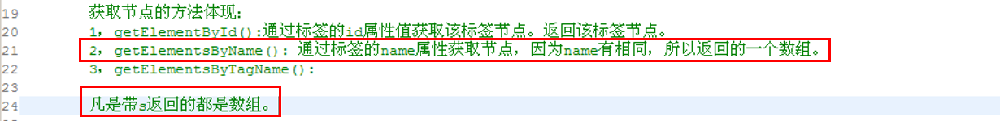 19 获取节点的方法体现:
20 1, getElementById():通过标签的id属性值获取该标签节点。返回该标签节点。
21 2, getElementsByName(): 通过标签的name属性获取节点，因为name有相同，所以返回的一个数组。
22 3, getElementsByTagName():
23
24 凡是带s返回的都是数组。